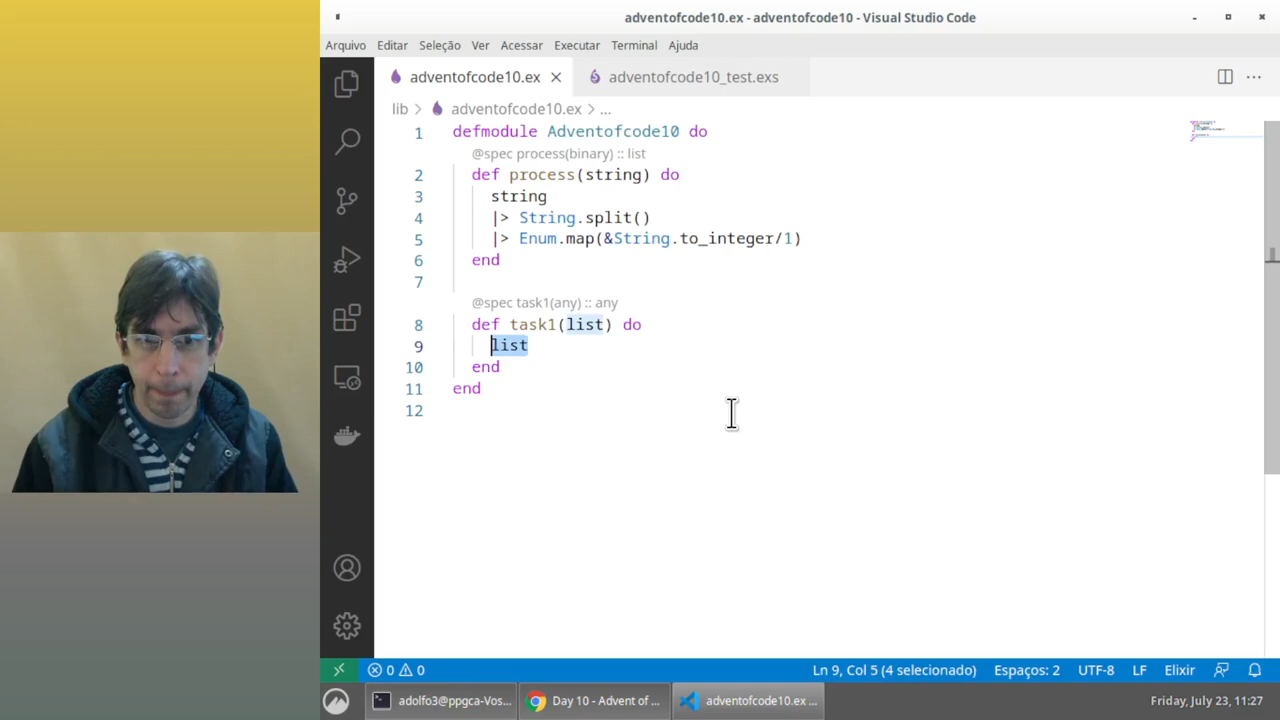 adventofcode10.ex - adventofcode10 - Visual Studio Code
Arquivo Editar Seleção Ver Acessar Executar Terminal Ajuda
adventofcode10.ex
adventofcode10_test.exs
lib > adventofcode10.ex > ...
1 defmodule Adventofcode10 do
@spec process(binary) :: list
2 def process(string) do
3 string
4 |> String.split()
5 |> Enum.map(&String.to_integer/1)
6 end
7
@spec task1(any) :: any
8 def task1(list) do
9 list
10 end
11 end
12
0 0 Ln 9, Col 5 (4 selecionado) Espaços: 2 UTF-8 LF Elixir
adolfo3@ppgca-Vos... Day 10 - Advent of ... adventofcode10.ex ... Friday, July 23, 11:27